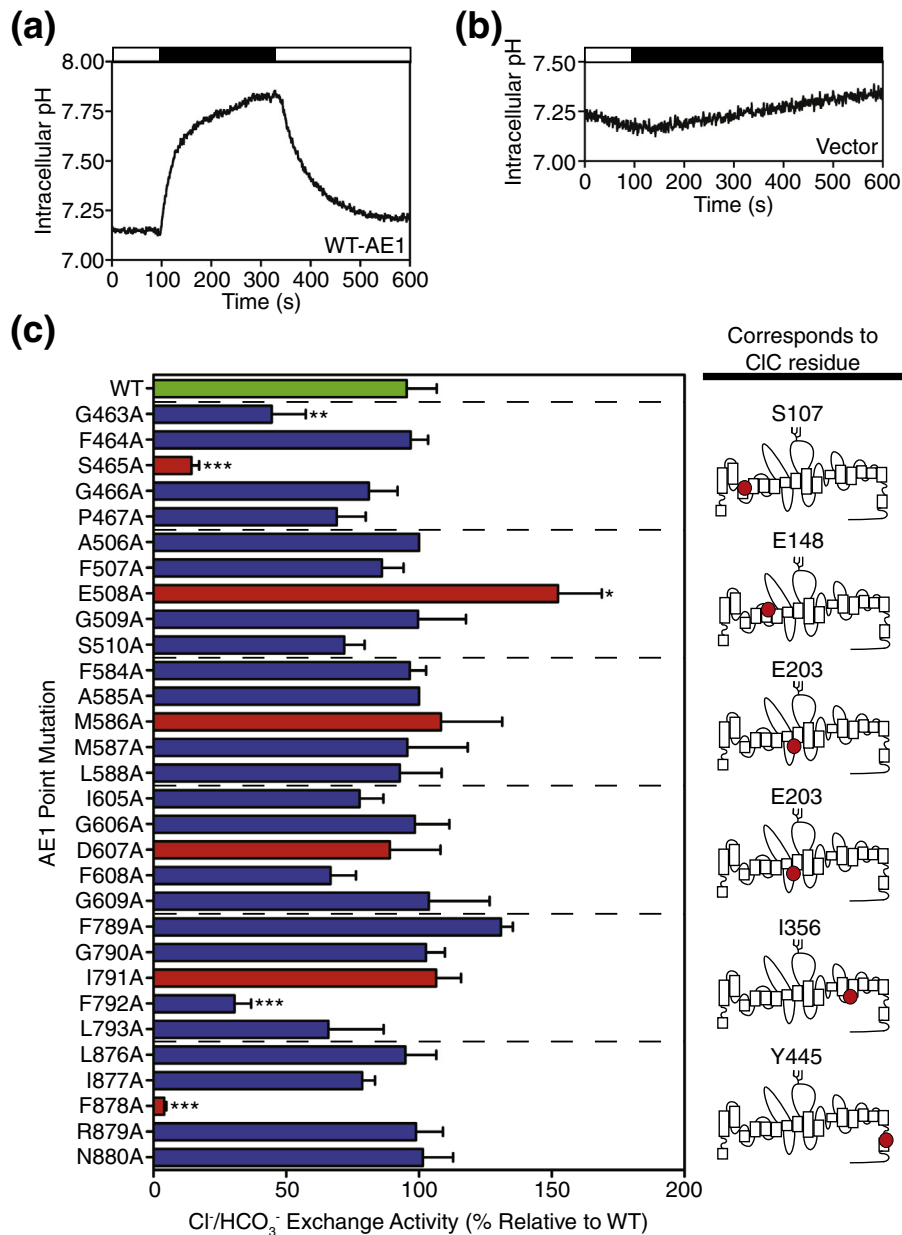 (a)
8.00
7.75
7.50
7.25
7.00
Intracellular pH
WT-AE1
0 100 200 300 400 500 600
Time (s)
(b)
7.50
7.25
7.00
Intracellular pH
Vector
0 100 200 300 400 500 600
Time (s)
(c)
AE1 Point Mutation
WT
G463A **
F464A
S465A ***
G466A
P467A
A506A
F507A
E508A *
G509A
S510A
F584A
A585A
M586A
M587A
L588A
I605A
G606A
D607A
F608A
G609A
F789A
G790A
I791A
F792A ***
L793A
L876A
I877A
F878A ***
R879A
N880A
0 50 100 150 200
Cl⁻/HCO₃⁻ Exchange Activity (% Relative to WT)
Corresponds to
ClC residue
S107
E148
E203
E203
I356
Y445